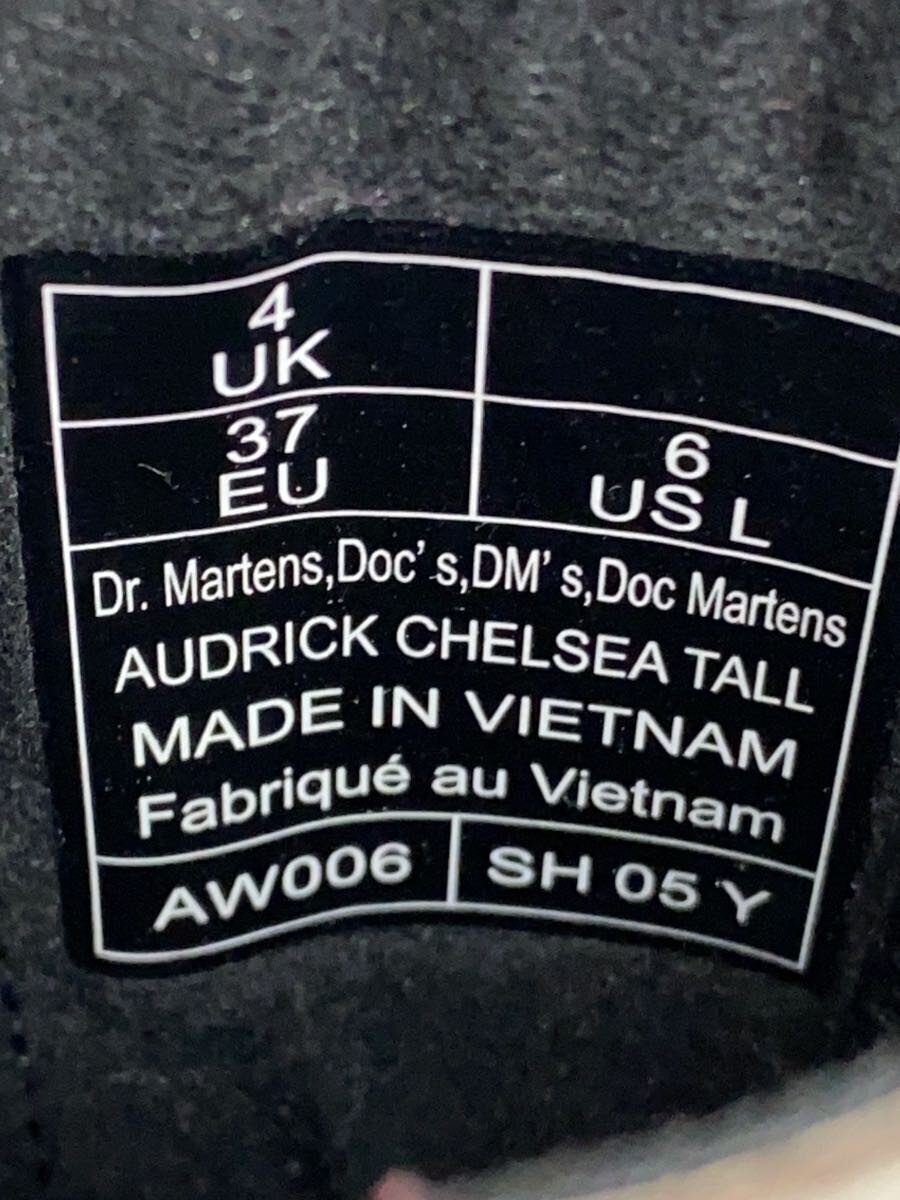 4
UK
37
EU
6
US L
Dr. Martens,Doc's,DM's,Doc Martens
AUDRICK CHELSEA TALL
MADE IN VIETNAM
Fabriqué au Vietnam
AW006
SH 05 Y